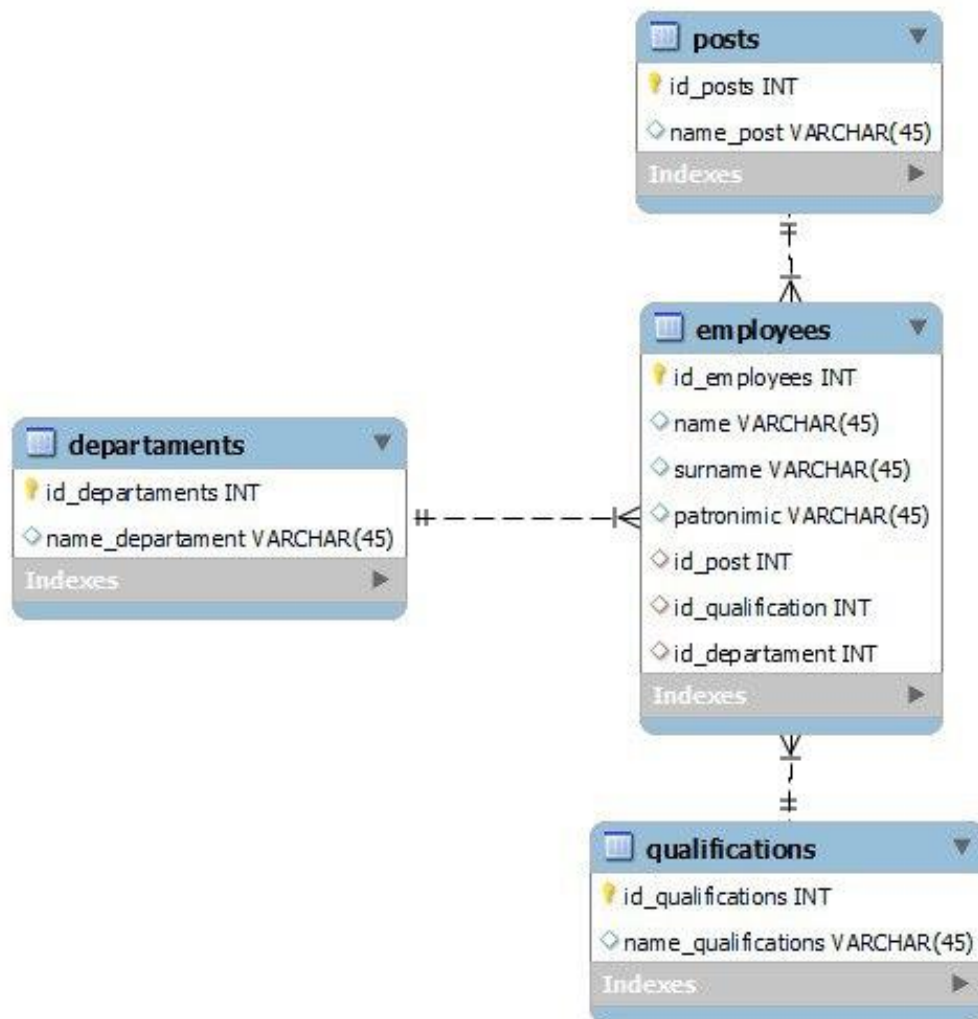 posts
id_posts INT
name_post VARCHAR(45)
Indexes
employees
id_employees INT
name VARCHAR(45)
surname VARCHAR(45)
patronimic VARCHAR(45)
id_post INT
id_qualification INT
id_departament INT
Indexes
departaments
id_departaments INT
name_departament VARCHAR(45)
Indexes
qualifications
id_qualifications INT
name_qualifications VARCHAR(45)
Indexes